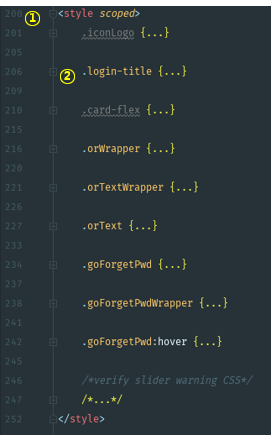 200 ① <style scoped>
201 .iconLogo {...}
205
206 ② .login-title {...}
209
210 .card-flex {...}
215
216 .orWrapper {...}
220
221 .orTextWrapper {...}
226
227 .orText {...}
233
234 .goForgetPwd {...}
237
238 .goForgetPwdWrapper {...}
241
242 .goForgetPwd:hover {...}
245
246 /*verify slider warning CSS*/
247 /*...*/
252 </style>